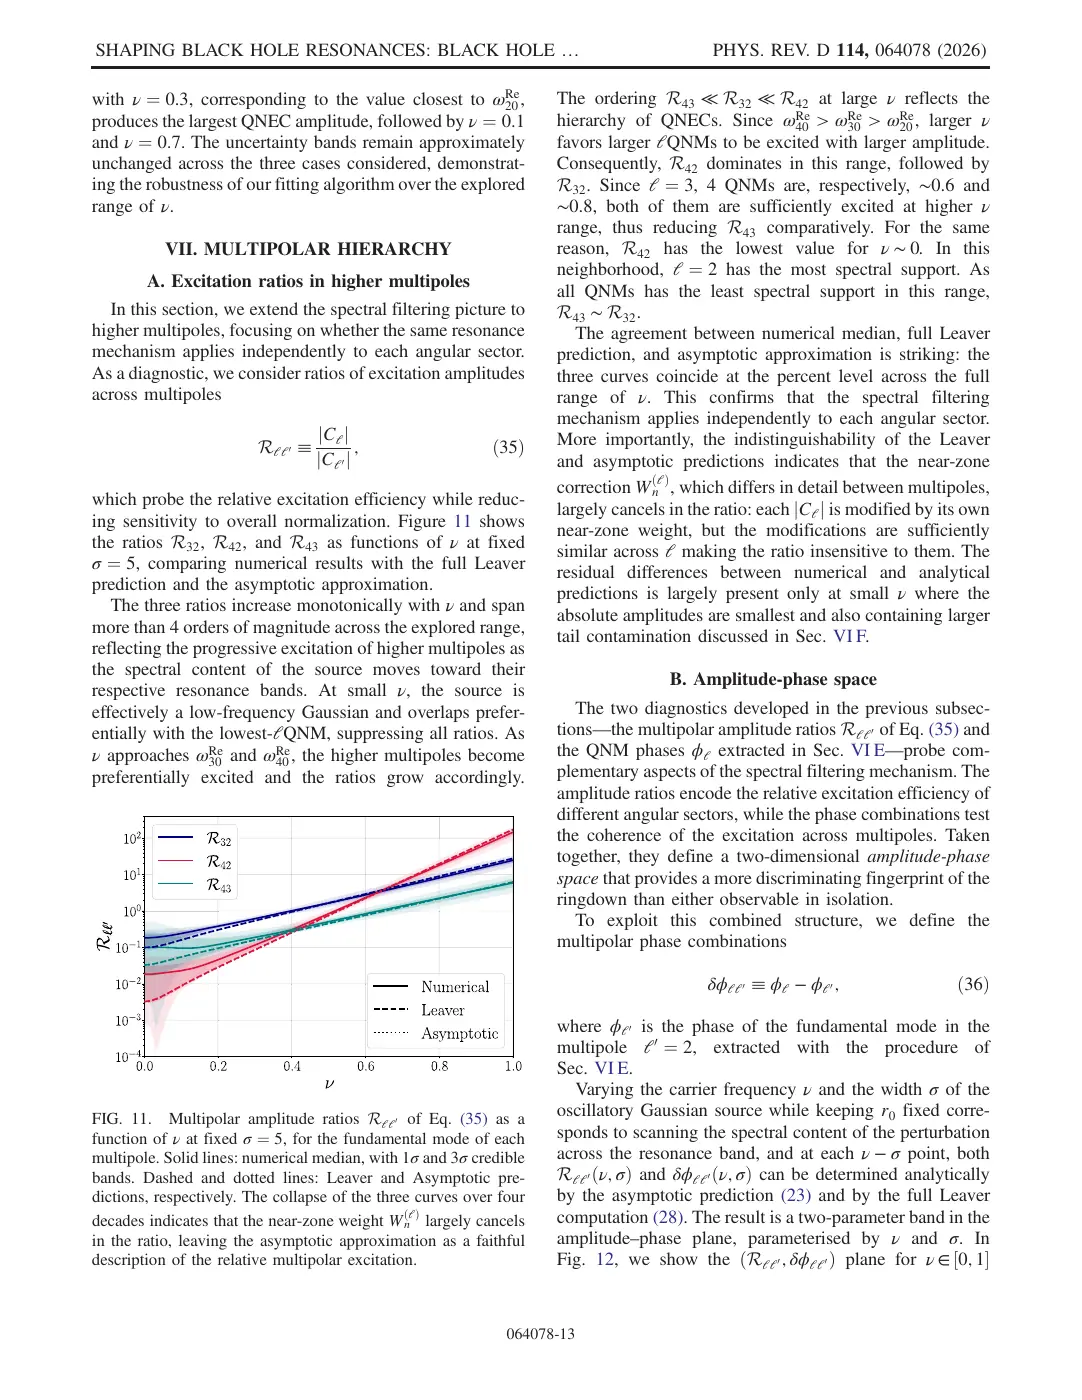 SHAPING BLACK HOLE RESONANCES: BLACK HOLE …
PHYS. REV. D 114, 064078 (2026)
with ν = 0.3, corresponding to the value closest to ω₂₀ᴿᵉ,
produces the largest QNEC amplitude, followed by ν = 0.1
and ν = 0.7. The uncertainty bands remain approximately
unchanged across the three cases considered, demonstrat-
ing the robustness of our fitting algorithm over the explored
range of ν.
VII. MULTIPOLAR HIERARCHY
A. Excitation ratios in higher multipoles
In this section, we extend the spectral filtering picture to
higher multipoles, focusing on whether the same resonance
mechanism applies independently to each angular sector.
As a diagnostic, we consider ratios of excitation amplitudes
across multipoles
ℛ_ℓℓ′ ≡ |C_ℓ| / |C_ℓ′|, (35)
which probe the relative excitation efficiency while reduc-
ing sensitivity to overall normalization. Figure 11 shows
the ratios ℛ₃₂, ℛ₄₂, and ℛ₄₃ as functions of ν at fixed
σ = 5, comparing numerical results with the full Leaver
prediction and the asymptotic approximation.
The three ratios increase monotonically with ν and span
more than 4 orders of magnitude across the explored range,
reflecting the progressive excitation of higher multipoles as
the spectral content of the source moves toward their
respective resonance bands. At small ν, the source is
effectively a low-frequency Gaussian and overlaps prefer-
entially with the lowest-ℓQNM, suppressing all ratios. As
ν approaches ω₃₀ᴿᵉ and ω₄₀ᴿᵉ, the higher multipoles become
preferentially excited and the ratios grow accordingly.
10²
10¹
10⁰
10⁻¹
10⁻²
10⁻³
10⁻⁴
ℛ_ℓℓ′
ℛ₃₂
ℛ₄₂
ℛ₄₃
Numerical
Leaver
Asymptotic
0.0 0.2 0.4 0.6 0.8 1.0
ν
FIG. 11. Multipolar amplitude ratios ℛ_ℓℓ′ of Eq. (35) as a
function of ν at fixed σ = 5, for the fundamental mode of each
multipole. Solid lines: numerical median, with 1σ and 3σ credible
bands. Dashed and dotted lines: Leaver and Asymptotic pre-
dictions, respectively. The collapse of the three curves over four
decades indicates that the near-zone weight W_n^(ℓ) largely cancels
in the ratio, leaving the asymptotic approximation as a faithful
description of the relative multipolar excitation.
The ordering ℛ₄₃ ≪ ℛ₃₂ ≪ ℛ₄₂ at large ν reflects the
hierarchy of QNECs. Since ω₄₀ᴿᵉ > ω₃₀ᴿᵉ > ω₂₀ᴿᵉ, larger ν
favors larger ℓQNMs to be excited with larger amplitude.
Consequently, ℛ₄₂ dominates in this range, followed by
ℛ₃₂. Since ℓ = 3, 4 QNMs are, respectively, ~0.6 and
~0.8, both of them are sufficiently excited at higher ν
range, thus reducing ℛ₄₃ comparatively. For the same
reason, ℛ₄₂ has the lowest value for ν ~ 0. In this
neighborhood, ℓ = 2 has the most spectral support. As
all QNMs has the least spectral support in this range,
ℛ₄₃ ~ ℛ₃₂.
The agreement between numerical median, full Leaver
prediction, and asymptotic approximation is striking: the
three curves coincide at the percent level across the full
range of ν. This confirms that the spectral filtering
mechanism applies independently to each angular sector.
More importantly, the indistinguishability of the Leaver
and asymptotic predictions indicates that the near-zone
correction W_n^(ℓ), which differs in detail between multipoles,
largely cancels in the ratio: each |C_ℓ| is modified by its own
near-zone weight, but the modifications are sufficiently
similar across ℓ making the ratio insensitive to them. The
residual differences between numerical and analytical
predictions is largely present only at small ν where the
absolute amplitudes are smallest and also containing larger
tail contamination discussed in Sec. VI F.
B. Amplitude-phase space
The two diagnostics developed in the previous subsec-
tions—the multipolar amplitude ratios ℛ_ℓℓ′ of Eq. (35) and
the QNM phases ϕ_ℓ extracted in Sec. VI E—probe com-
plementary aspects of the spectral filtering mechanism. The
amplitude ratios encode the relative excitation efficiency of
different angular sectors, while the phase combinations test
the coherence of the excitation across multipoles. Taken
together, they define a two-dimensional amplitude-phase
space that provides a more discriminating fingerprint of the
ringdown than either observable in isolation.
To exploit this combined structure, we define the
multipolar phase combinations
δϕ_ℓℓ′ ≡ ϕ_ℓ − ϕ_ℓ′, (36)
where ϕ_ℓ′ is the phase of the fundamental mode in the
multipole ℓ′ = 2, extracted with the procedure of
Sec. VI E.
Varying the carrier frequency ν and the width σ of the
oscillatory Gaussian source while keeping r₀ fixed corre-
sponds to scanning the spectral content of the perturbation
across the resonance band, and at each ν − σ point, both
ℛ_ℓℓ′(ν, σ) and δϕ_ℓℓ′(ν, σ) can be determined analytically
by the asymptotic prediction (23) and by the full Leaver
computation (28). The result is a two-parameter band in the
amplitude–phase plane, parameterised by ν and σ. In
Fig. 12, we show the (ℛ_ℓℓ′, δϕ_ℓℓ′) plane for ν ∈ [0, 1]
064078-13